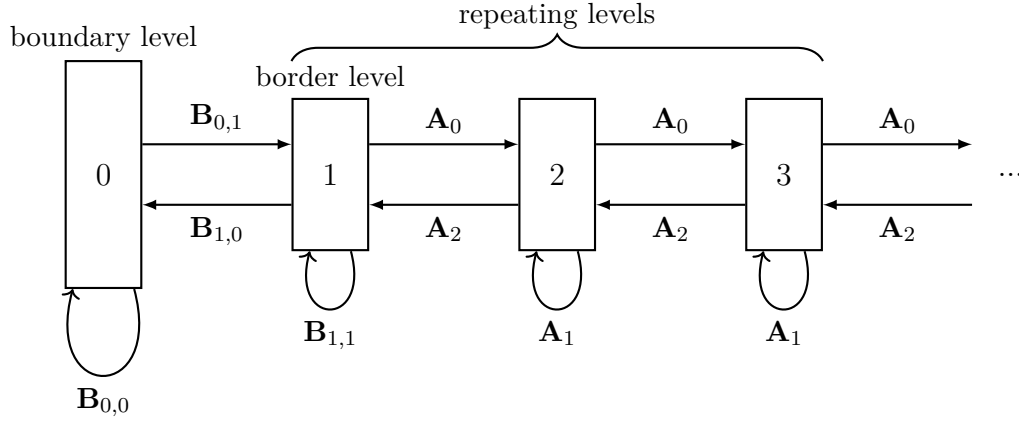 repeating levels
boundary level
border level
B0,1 A0 A0 A0
0 1 2 3 ...
B1,0 A2 A2 A2
B1,1 A1 A1
B0,0